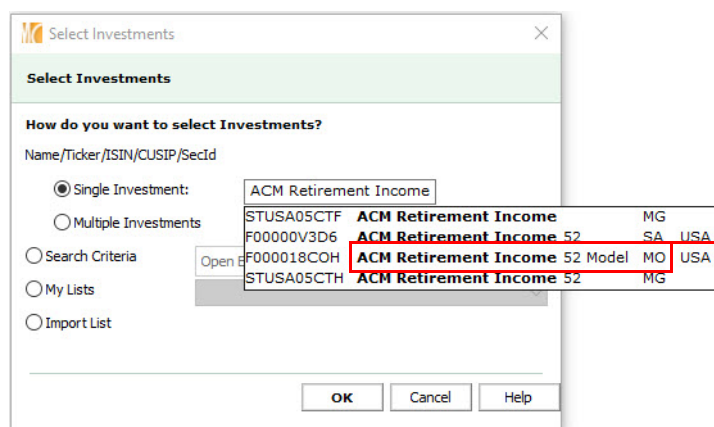 Select Investments
Select Investments
How do you want to select Investments?
Name/Ticker/ISIN/CUSIP/SecId
Single Investment: ACM Retirement Income
STUSA05CTF ACM Retirement Income MG
Multiple Investments
F00000V3D6 ACM Retirement Income 52 SA USA
Search Criteria Open E
F000018COH ACM Retirement Income 52 Model MO USA
STUSA05CTH ACM Retirement Income 52 MG
My Lists
Import List
OK Cancel Help